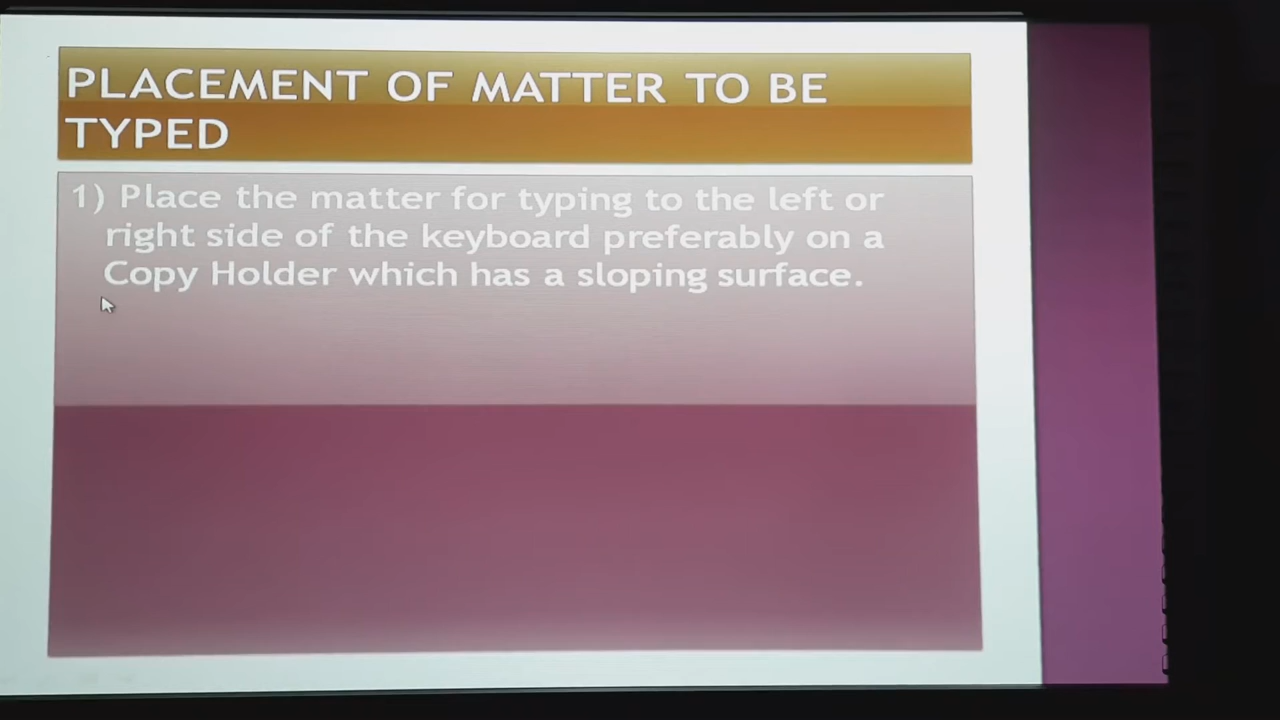 PLACEMENT OF MATTER TO BE
TYPED
1) Place the matter for typing to the left or
right side of the keyboard preferably on a
Copy Holder which has a sloping surface.